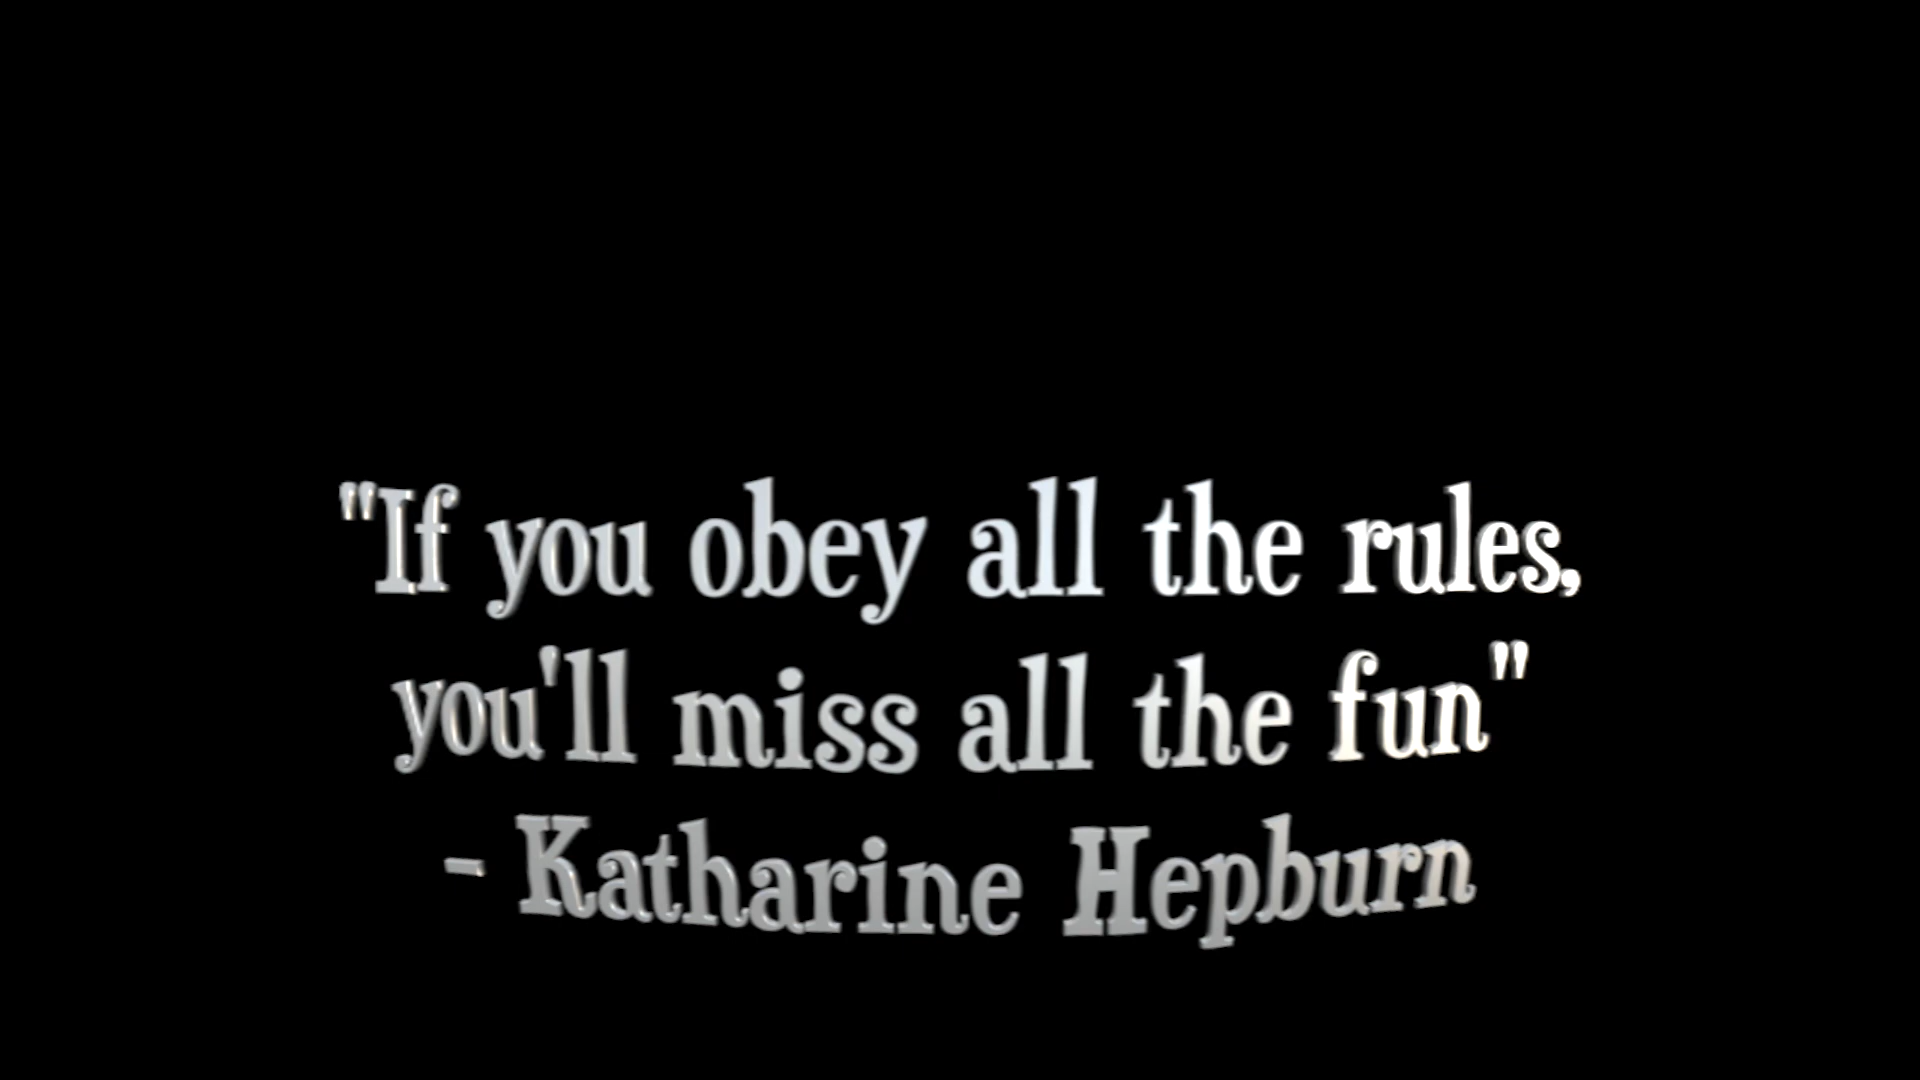 "If you obey all the rules,
you'll miss all the fun"
- Katharine Hepburn